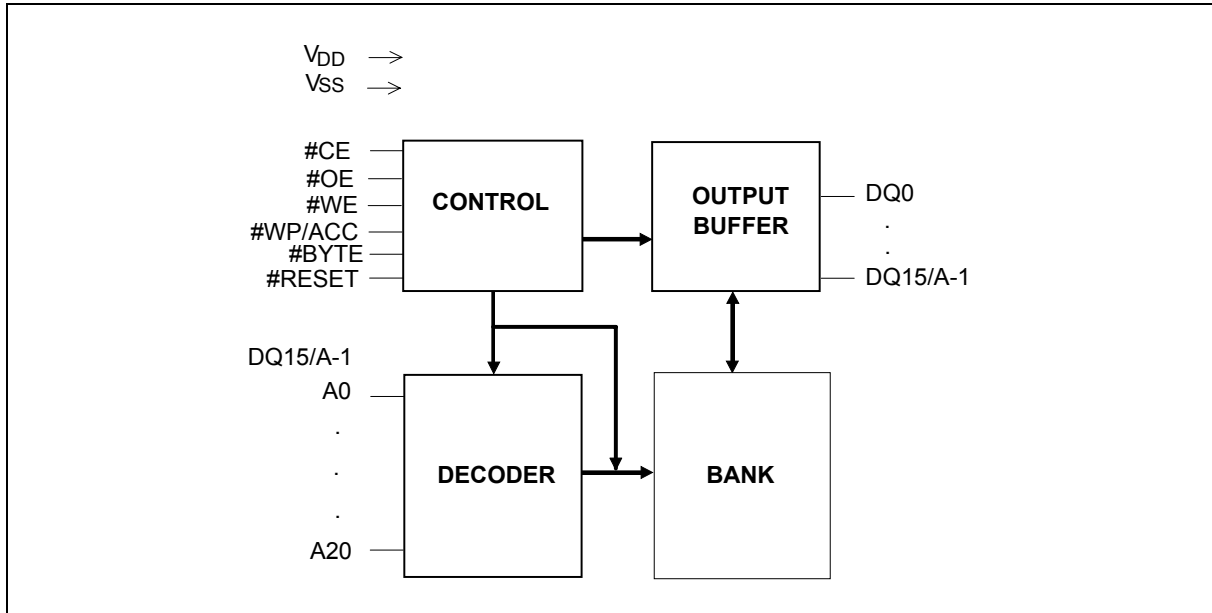 VDD
VSS
#CE
#OE
#WE
#WP/ACC
#BYTE
#RESET
CONTROL
OUTPUT
BUFFER
DQ0
.
.
DQ15/A-1
DQ15/A-1
A0
.
.
.
A20
DECODER
BANK